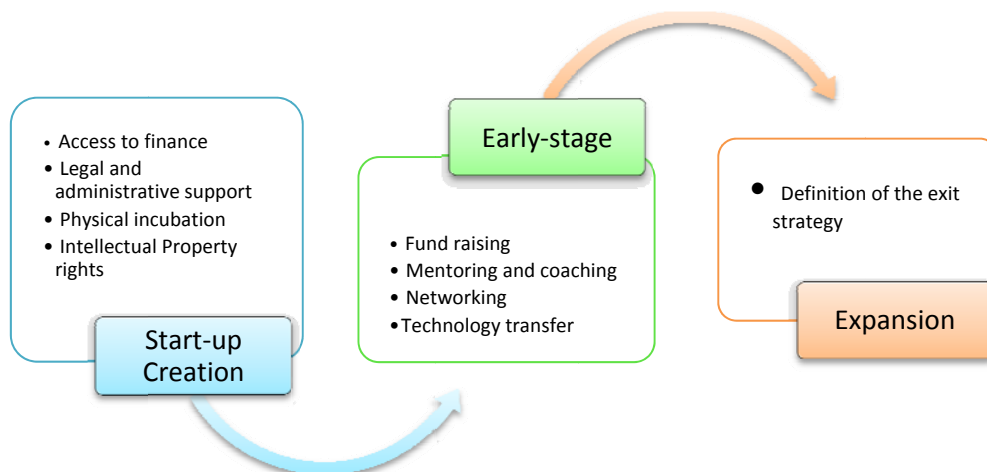 • Access to finance
• Legal and
administrative support
• Physical incubation
• Intellectual Property
rights
Start-up
Creation
Early-stage
• Fund raising
• Mentoring and coaching
• Networking
•Technology transfer
• Definition of the exit
strategy
Expansion